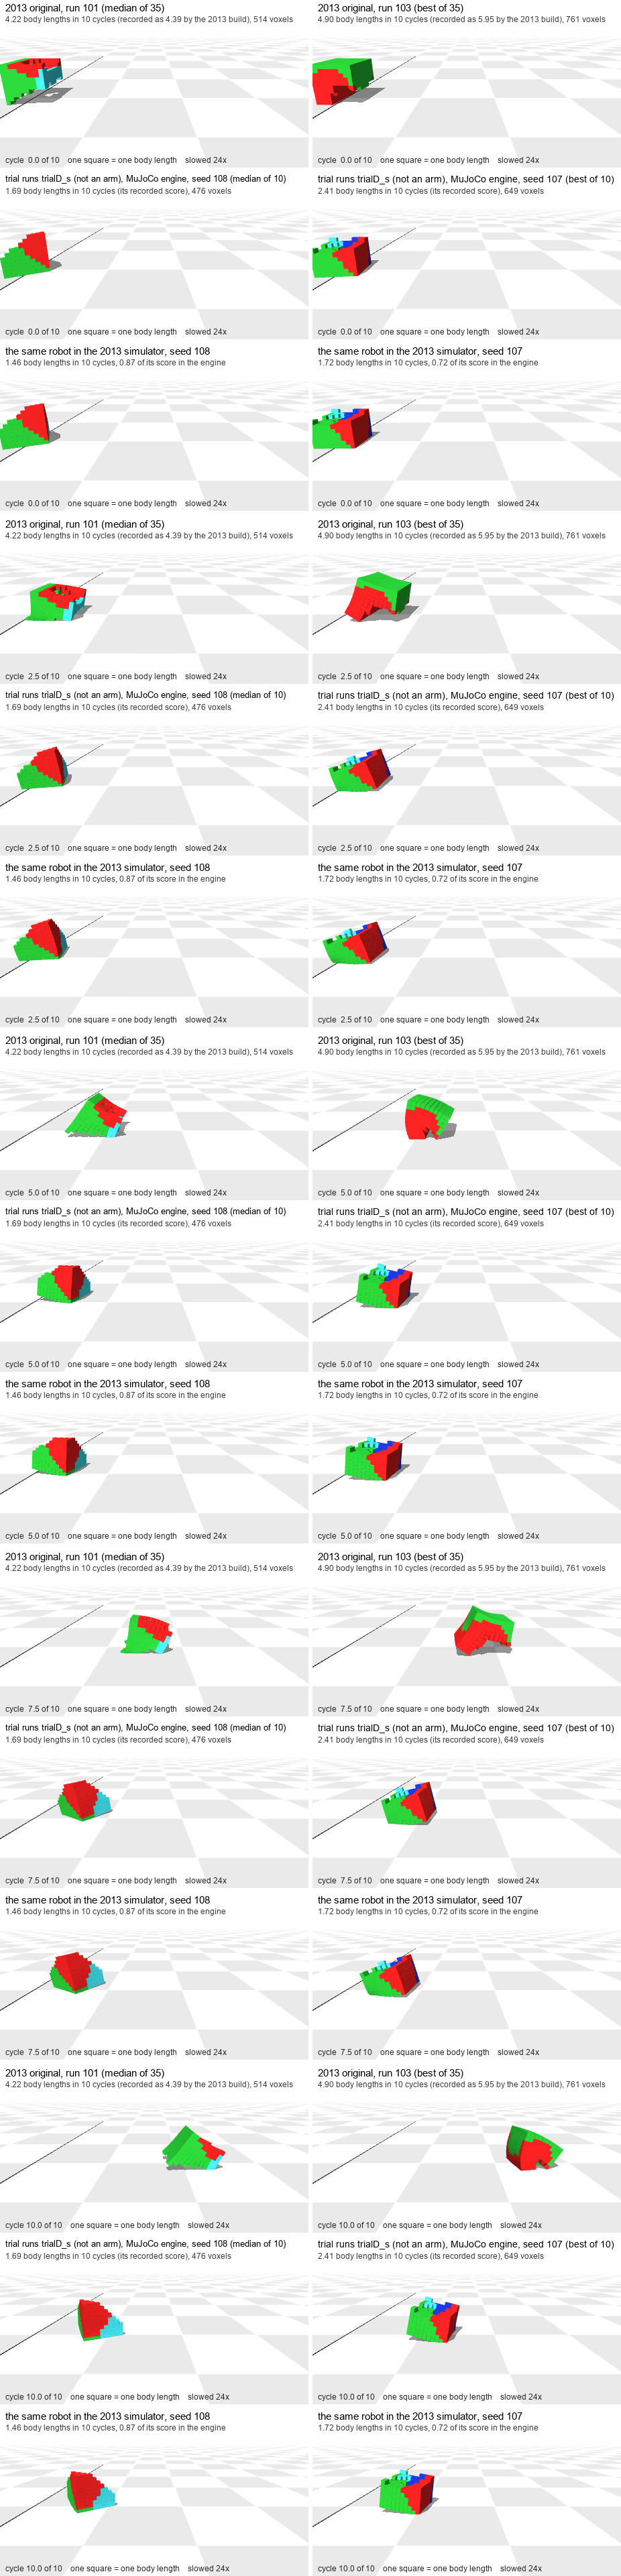 2013 original, run 101 (median of 35)
4.22 body lengths in 10 cycles (recorded as 4.39 by the 2013 build), 514 voxels
2013 original, run 103 (best of 35)
4.90 body lengths in 10 cycles (recorded as 5.95 by the 2013 build), 761 voxels
cycle 0.0 of 10 one square = one body length slowed 24x
cycle 0.0 of 10 one square = one body length slowed 24x
trial runs trialD_s (not an arm), MuJoCo engine, seed 108 (median of 10)
1.69 body lengths in 10 cycles (its recorded score), 476 voxels
trial runs trialD_s (not an arm), MuJoCo engine, seed 107 (best of 10)
2.41 body lengths in 10 cycles (its recorded score), 649 voxels
cycle 0.0 of 10 one square = one body length slowed 24x
cycle 0.0 of 10 one square = one body length slowed 24x
the same robot in the 2013 simulator, seed 108
1.46 body lengths in 10 cycles, 0.87 of its score in the engine
the same robot in the 2013 simulator, seed 107
1.72 body lengths in 10 cycles, 0.72 of its score in the engine
cycle 0.0 of 10 one square = one body length slowed 24x
cycle 0.0 of 10 one square = one body length slowed 24x
2013 original, run 101 (median of 35)
4.22 body lengths in 10 cycles (recorded as 4.39 by the 2013 build), 514 voxels
2013 original, run 103 (best of 35)
4.90 body lengths in 10 cycles (recorded as 5.95 by the 2013 build), 761 voxels
cycle 2.5 of 10 one square = one body length slowed 24x
cycle 2.5 of 10 one square = one body length slowed 24x
trial runs trialD_s (not an arm), MuJoCo engine, seed 108 (median of 10)
1.69 body lengths in 10 cycles (its recorded score), 476 voxels
trial runs trialD_s (not an arm), MuJoCo engine, seed 107 (best of 10)
2.41 body lengths in 10 cycles (its recorded score), 649 voxels
cycle 2.5 of 10 one square = one body length slowed 24x
cycle 2.5 of 10 one square = one body length slowed 24x
the same robot in the 2013 simulator, seed 108
1.46 body lengths in 10 cycles, 0.87 of its score in the engine
the same robot in the 2013 simulator, seed 107
1.72 body lengths in 10 cycles, 0.72 of its score in the engine
cycle 2.5 of 10 one square = one body length slowed 24x
cycle 2.5 of 10 one square = one body length slowed 24x
2013 original, run 101 (median of 35)
4.22 body lengths in 10 cycles (recorded as 4.39 by the 2013 build), 514 voxels
2013 original, run 103 (best of 35)
4.90 body lengths in 10 cycles (recorded as 5.95 by the 2013 build), 761 voxels
cycle 5.0 of 10 one square = one body length slowed 24x
cycle 5.0 of 10 one square = one body length slowed 24x
trial runs trialD_s (not an arm), MuJoCo engine, seed 108 (median of 10)
1.69 body lengths in 10 cycles (its recorded score), 476 voxels
trial runs trialD_s (not an arm), MuJoCo engine, seed 107 (best of 10)
2.41 body lengths in 10 cycles (its recorded score), 649 voxels
cycle 5.0 of 10 one square = one body length slowed 24x
cycle 5.0 of 10 one square = one body length slowed 24x
the same robot in the 2013 simulator, seed 108
1.46 body lengths in 10 cycles, 0.87 of its score in the engine
the same robot in the 2013 simulator, seed 107
1.72 body lengths in 10 cycles, 0.72 of its score in the engine
cycle 5.0 of 10 one square = one body length slowed 24x
cycle 5.0 of 10 one square = one body length slowed 24x
2013 original, run 101 (median of 35)
4.22 body lengths in 10 cycles (recorded as 4.39 by the 2013 build), 514 voxels
2013 original, run 103 (best of 35)
4.90 body lengths in 10 cycles (recorded as 5.95 by the 2013 build), 761 voxels
cycle 7.5 of 10 one square = one body length slowed 24x
cycle 7.5 of 10 one square = one body length slowed 24x
trial runs trialD_s (not an arm), MuJoCo engine, seed 108 (median of 10)
1.69 body lengths in 10 cycles (its recorded score), 476 voxels
trial runs trialD_s (not an arm), MuJoCo engine, seed 107 (best of 10)
2.41 body lengths in 10 cycles (its recorded score), 649 voxels
cycle 7.5 of 10 one square = one body length slowed 24x
cycle 7.5 of 10 one square = one body length slowed 24x
the same robot in the 2013 simulator, seed 108
1.46 body lengths in 10 cycles, 0.87 of its score in the engine
the same robot in the 2013 simulator, seed 107
1.72 body lengths in 10 cycles, 0.72 of its score in the engine
cycle 7.5 of 10 one square = one body length slowed 24x
cycle 7.5 of 10 one square = one body length slowed 24x
2013 original, run 101 (median of 35)
4.22 body lengths in 10 cycles (recorded as 4.39 by the 2013 build), 514 voxels
2013 original, run 103 (best of 35)
4.90 body lengths in 10 cycles (recorded as 5.95 by the 2013 build), 761 voxels
cycle 10.0 of 10 one square = one body length slowed 24x
cycle 10.0 of 10 one square = one body length slowed 24x
trial runs trialD_s (not an arm), MuJoCo engine, seed 108 (median of 10)
1.69 body lengths in 10 cycles (its recorded score), 476 voxels
trial runs trialD_s (not an arm), MuJoCo engine, seed 107 (best of 10)
2.41 body lengths in 10 cycles (its recorded score), 649 voxels
cycle 10.0 of 10 one square = one body length slowed 24x
cycle 10.0 of 10 one square = one body length slowed 24x
the same robot in the 2013 simulator, seed 108
1.46 body lengths in 10 cycles, 0.87 of its score in the engine
the same robot in the 2013 simulator, seed 107
1.72 body lengths in 10 cycles, 0.72 of its score in the engine
cycle 10.0 of 10 one square = one body length slowed 24x
cycle 10.0 of 10 one square = one body length slowed 24x